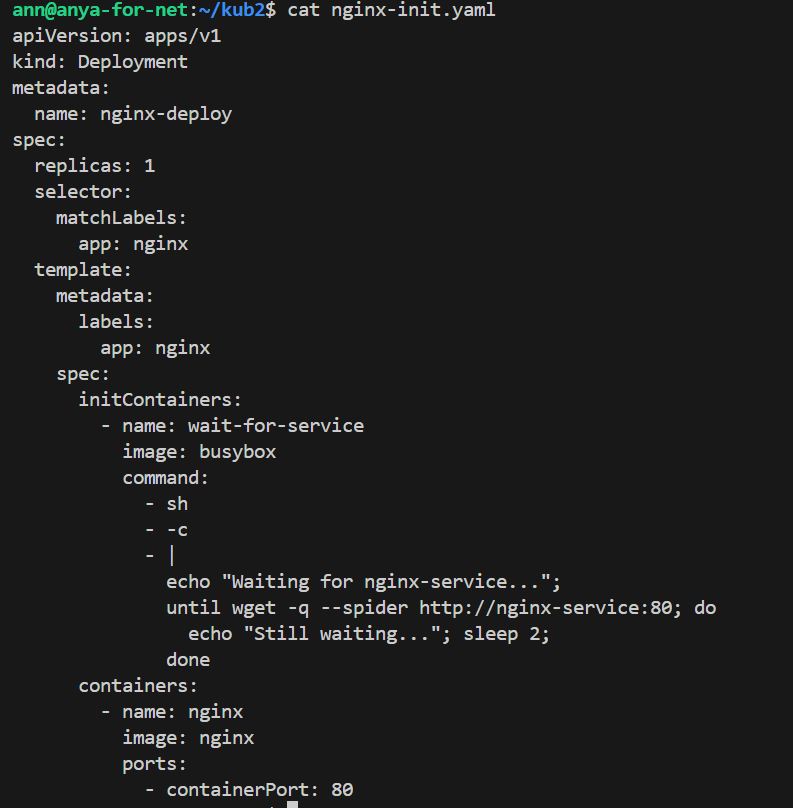 ann@anya-for-net:~/kub2$ cat nginx-init.yaml
apiVersion: apps/v1
kind: Deployment
metadata:
  name: nginx-deploy
spec:
  replicas: 1
  selector:
    matchLabels:
      app: nginx
  template:
    metadata:
      labels:
        app: nginx
    spec:
      initContainers:
        - name: wait-for-service
          image: busybox
          command:
            - sh
            - -c
            - |
              echo "Waiting for nginx-service...";
              until wget -q --spider http://nginx-service:80; do
                echo "Still waiting..."; sleep 2;
              done
      containers:
        - name: nginx
          image: nginx
          ports:
            - containerPort: 80